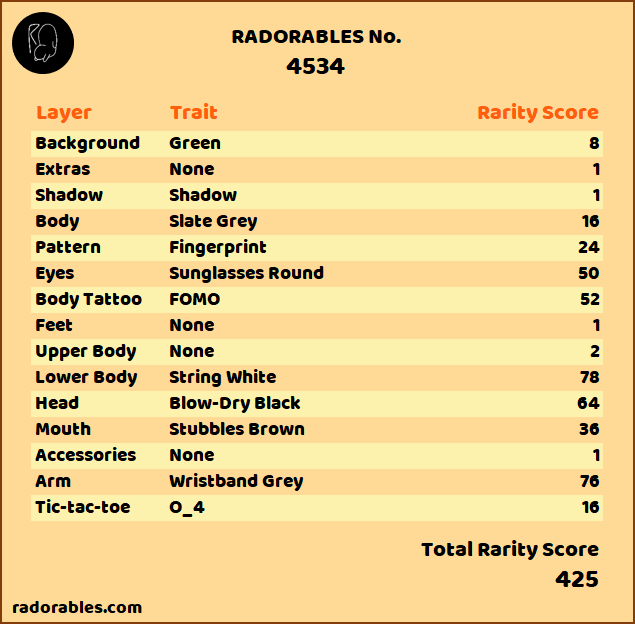 RADORABLES No.
4534
Layer Trait Rarity Score
Background Green 8
Extras None 1
Shadow Shadow 1
Body Slate Grey 16
Pattern Fingerprint 24
Eyes Sunglasses Round 50
Body Tattoo FOMO 52
Feet None 1
Upper Body None 2
Lower Body String White 78
Head Blow-Dry Black 64
Mouth Stubbles Brown 36
Accessories None 1
Arm Wristband Grey 76
Tic-tac-toe O_4 16
Total Rarity Score
425
radorables.com